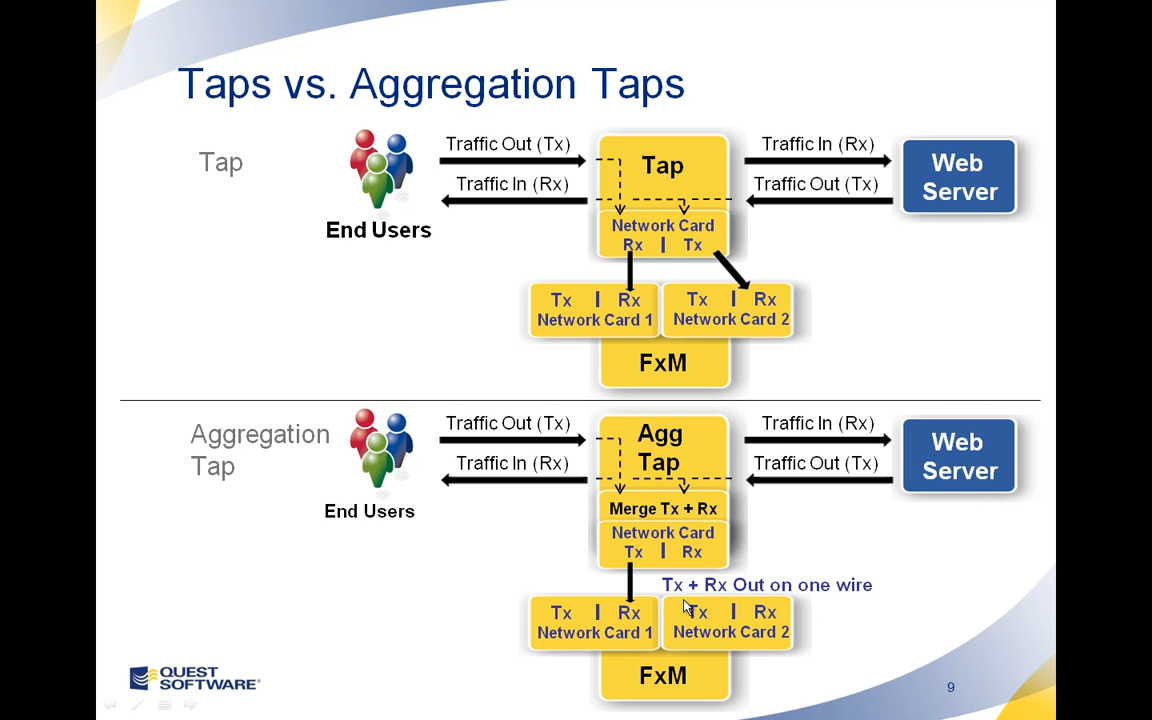 Taps vs. Aggregation Taps
Tap
Traffic Out (Tx)
Traffic In (Rx)
End Users
Tap
Network Card
Rx | Tx
Traffic In (Rx)
Traffic Out (Tx)
Web
Server
Tx | Rx
Network Card 1
Tx | Rx
Network Card 2
FxM
Aggregation
Tap
Traffic Out (Tx)
Traffic In (Rx)
End Users
Agg
Tap
Merge Tx + Rx
Network Card
Tx | Rx
Traffic In (Rx)
Traffic Out (Tx)
Web
Server
Tx + Rx Out on one wire
Tx | Rx
Network Card 1
Tx | Rx
Network Card 2
FxM
QUEST
SOFTWARE
9